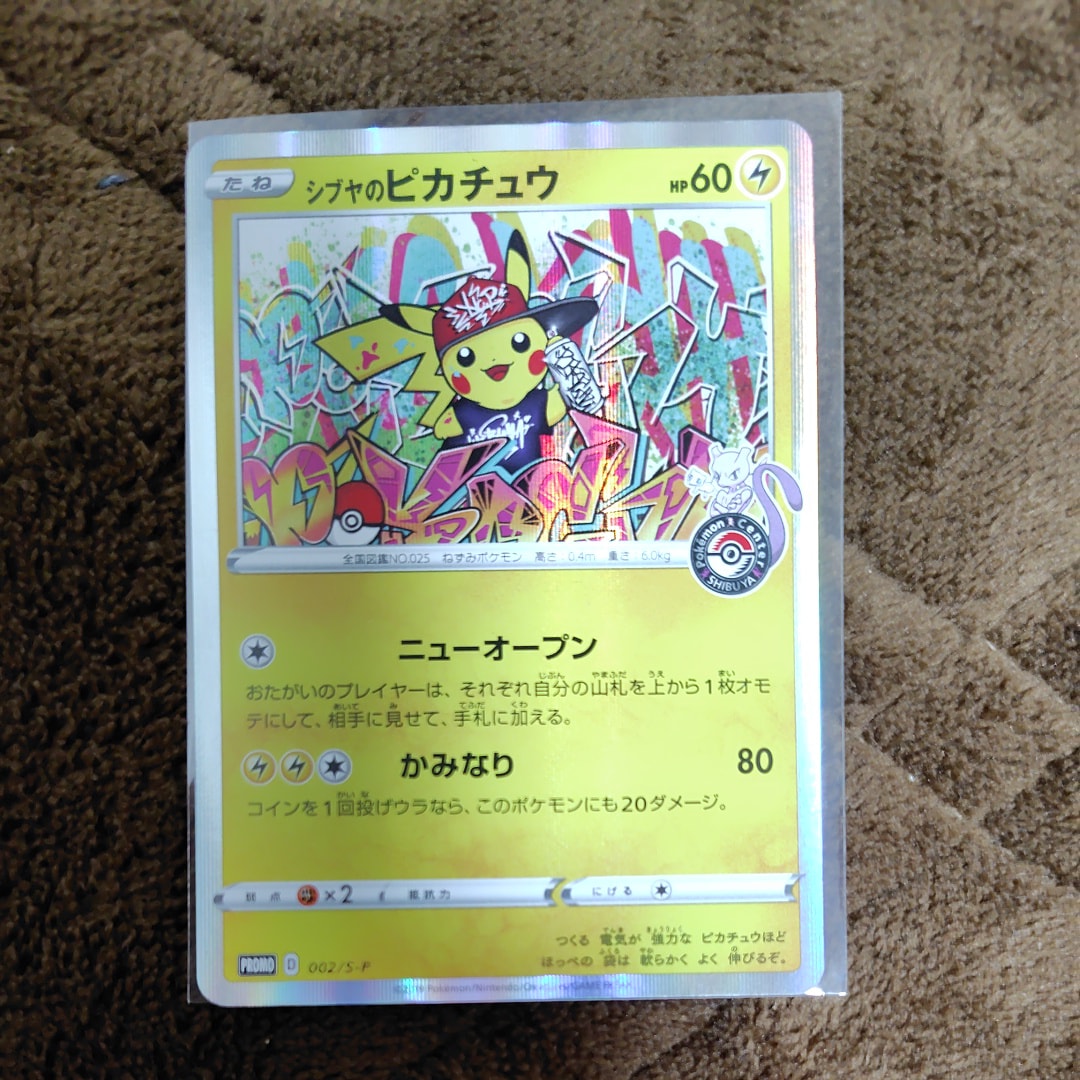 たね シブヤのピカチュウ HP60
全国図鑑NO.025 ねずみポケモン 高さ：0.4m 重さ：6.0kg
Pokémon Center
SHIBUYA
ニューオープン
おたがいのプレイヤーは、それぞれ自分の山札を上から1枚オモ
テにして、相手に見せて、手札に加える。
かみなり 80
コインを1回投げウラなら、このポケモンにも20ダメージ。
弱点 ×2 抵抗力 にげる
つくる 電気が 強力な ピカチュウほど
ほっぺの 袋は 軟らかく よく 伸びるぞ。
PROMO D 002/S-P
Pokémon/Nintendo/